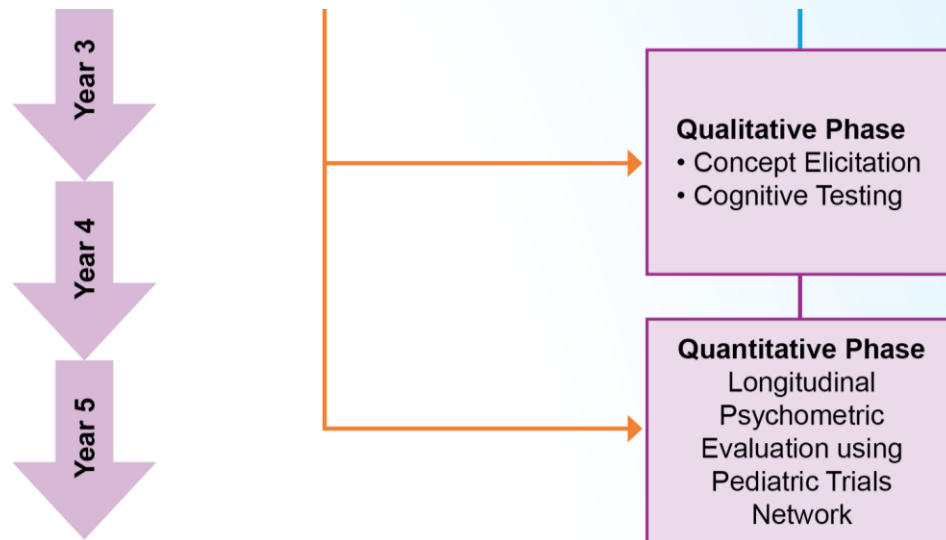 Year 3
Qualitative Phase
• Concept Elicitation
• Cognitive Testing
Year 4
Quantitative Phase
Longitudinal
Psychometric
Evaluation using
Pediatric Trials
Network
Year 5